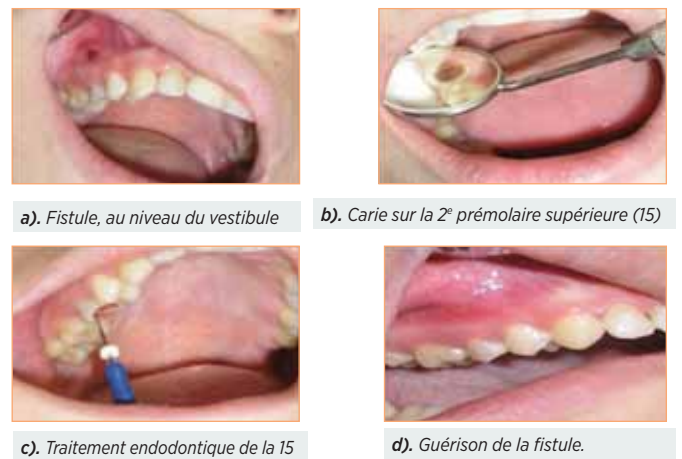 a). Fistule, au niveau du vestibule
b). Carie sur la 2e prémolaire supérieure (15)
c). Traitement endodontique de la 15
d). Guérison de la fistule.